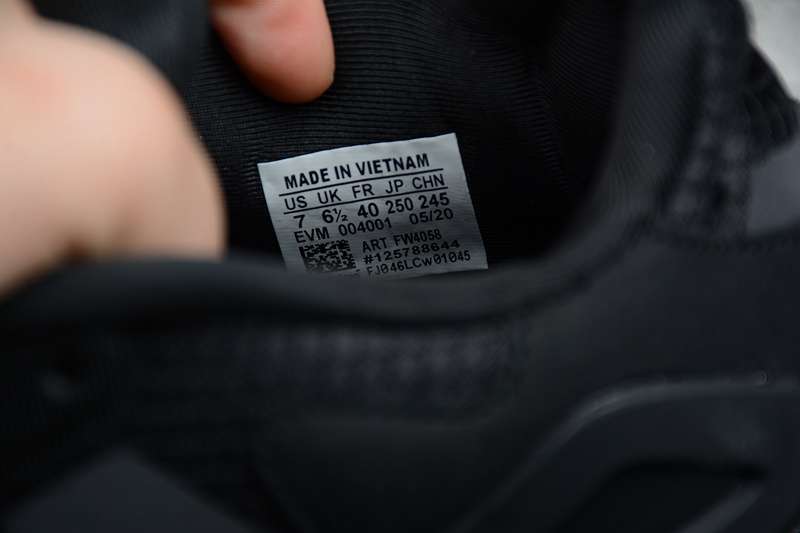 MADE IN VIETNAM
US UK FR JP CHN
7 6½ 40 250 245
EVM 004001 05/20
ART FW4058
#125788644
FJ046LCW01045